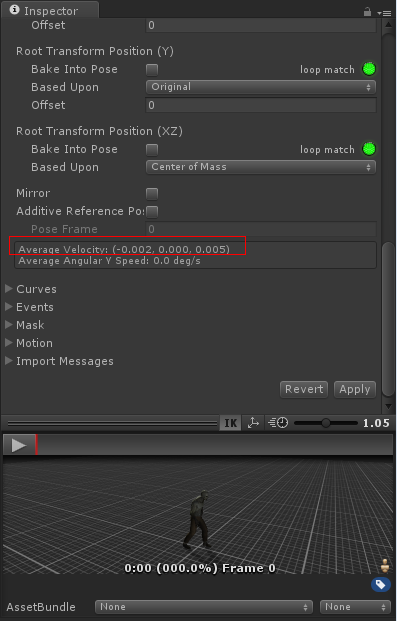 Inspector
Offset 0
Root Transform Position (Y)
Bake Into Pose loop match
Based Upon Original
Offset 0
Root Transform Position (XZ)
Bake Into Pose loop match
Based Upon Center of Mass
Mirror
Additive Reference Pos
Pose Frame 0
Average Velocity: (-0.002, 0.000, 0.005)
Average Angular Y Speed: 0.0 deg/s
Curves
Events
Mask
Motion
Import Messages
Revert Apply
IK 1.05
0:00 (000.0%) Frame 0
AssetBundle None None